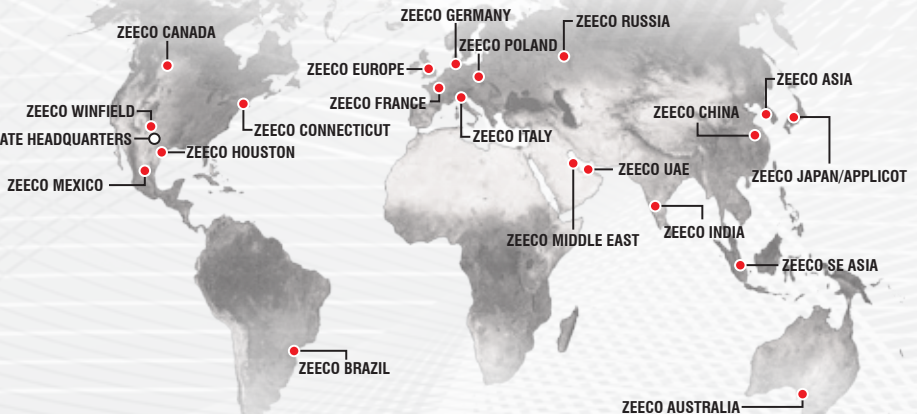 ZEECO GERMANY
ZEECO RUSSIA
ZEECO CANADA
ZEECO POLAND
ZEECO EUROPE
ZEECO ASIA
ZEECO FRANCE
ZEECO WINFIELD
ZEECO CHINA
ZEECO CONNECTICUT
ZEECO ITALY
HEADQUARTERS
ZEECO HOUSTON
ZEECO UAE
ZEECO JAPAN/APPLICOT
ZEECO MEXICO
ZEECO INDIA
ZEECO MIDDLE EAST
ZEECO SE ASIA
ZEECO BRAZIL
ZEECO AUSTRALIA